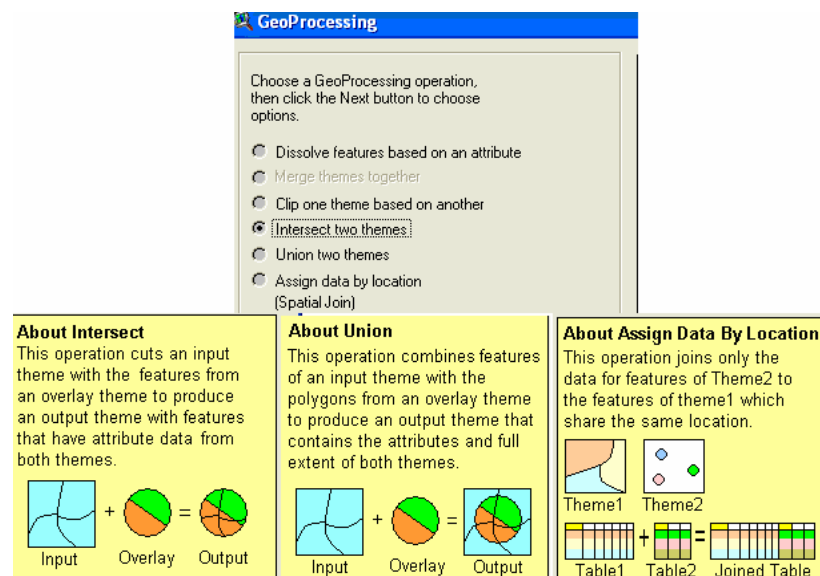 GeoProcessing
Choose a GeoProcessing operation,
then click the Next button to choose
options.
Dissolve features based on an attribute
Merge themes together
Clip one theme based on another
Intersect two themes
Union two themes
Assign data by location
(Spatial Join)
About Intersect
This operation cuts an input
theme with the features from
an overlay theme to produce
an output theme with features
that have attribute data from
both themes.
Input
+
Overlay
=
Output
About Union
This operation combines features
of an input theme with the
polygons from an overlay theme
to produce an output theme that
contains the attributes and full
extent of both themes.
Input
+
Overlay
=
Output
About Assign Data By Location
This operation joins only the
data for features of Theme2 to
the features of theme1 which
share the same location.
Theme1 Theme2
+ =
Table1 Table2 Joined Table